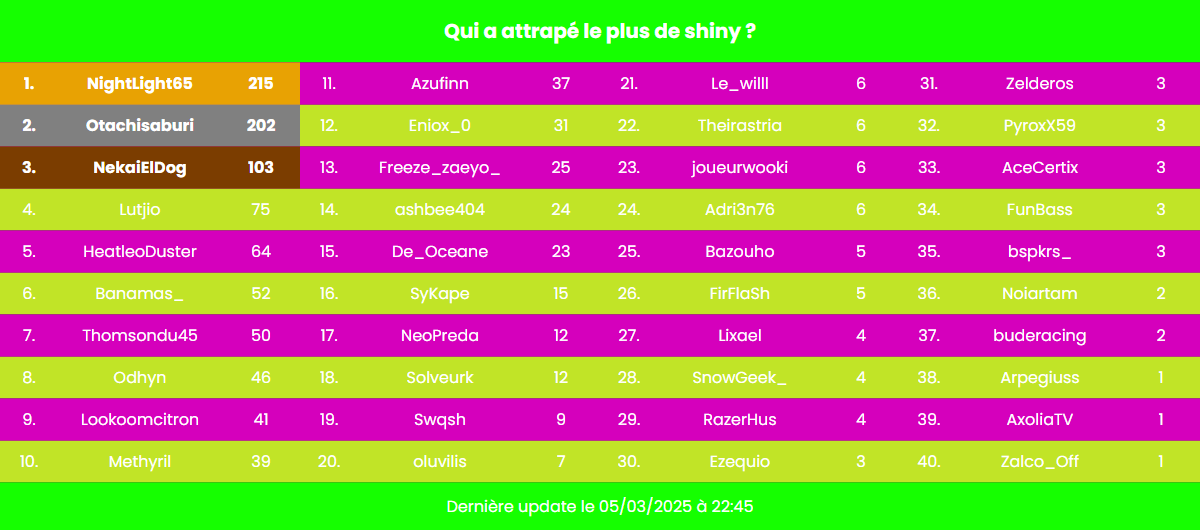 Qui a attrapé le plus de shiny ?
1. NightLight65 215 11. Azufinn 37 21. Le_willl 6 31. Zelderos 3
2. Otachisaburi 202 12. Eniox_0 31 22. Theirastria 6 32. PyroxX59 3
3. NekaiElDog 103 13. Freeze_zaeyo_ 25 23. joueurwooki 6 33. AceCertix 3
4. Lutjio 75 14. ashbee404 24 24. Adri3n76 6 34. FunBass 3
5. HeatleoDuster 64 15. De_Oceane 23 25. Bazouho 5 35. bspkrs_ 3
6. Banamas_ 52 16. SyKape 15 26. FirFlaSh 5 36. Noiartam 2
7. Thomsondu45 50 17. NeoPreda 12 27. Lixael 4 37. buderacing 2
8. Odhyn 46 18. Solveurk 12 28. SnowGeek_ 4 38. Arpegiuss 1
9. Lookoomcitron 41 19. Swqsh 9 29. RazerHus 4 39. AxoliaTV 1
10. Methyril 39 20. oluvilis 7 30. Ezequio 3 40. Zalco_Off 1
Dernière update le 05/03/2025 à 22:45